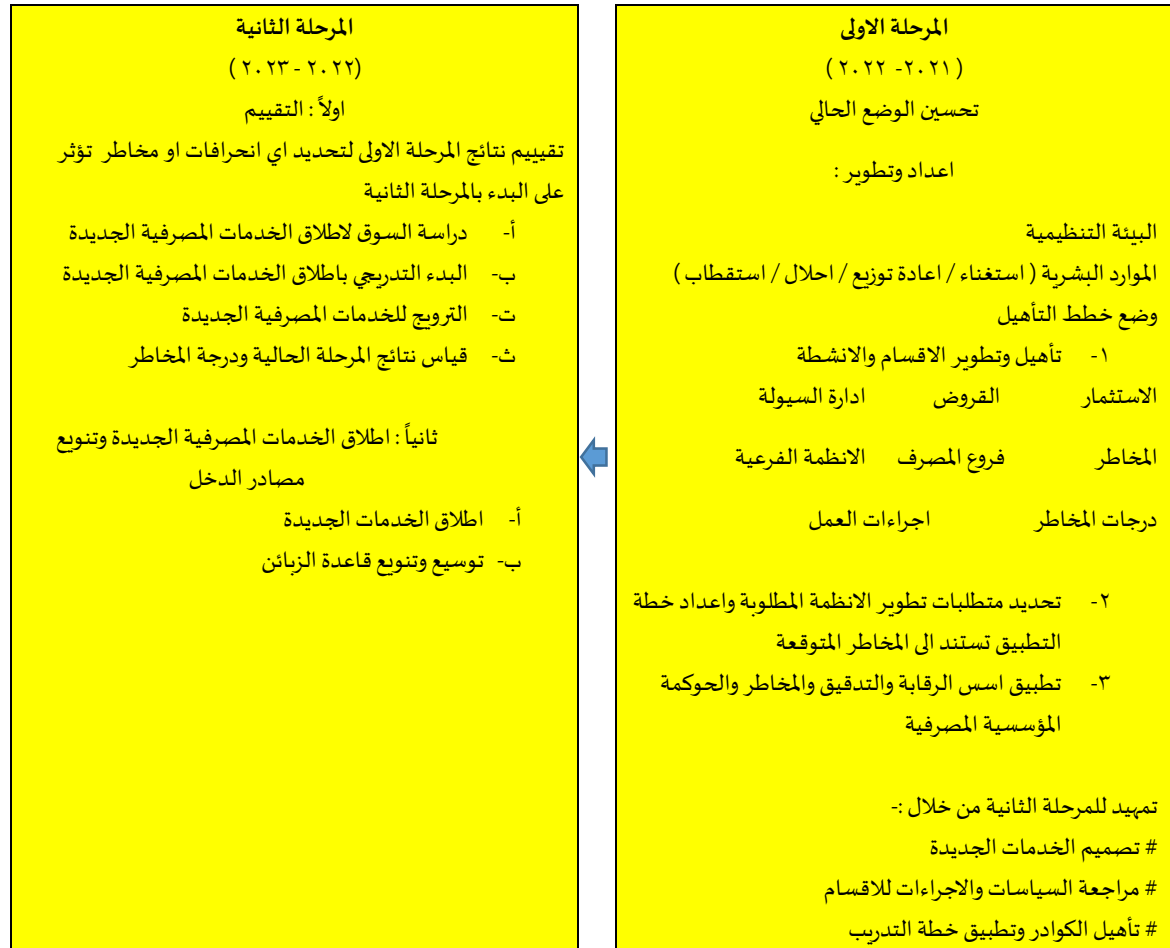 المرحلة الاولى
( ٢٠٢١- ٢٠٢٢ )
تحسين الوضع الحالي
اعداد وتطوير :
البيئة التنظيمية
الموارد البشرية ( استغناء / اعادة توزيع / احلال / استقطاب )
وضع خطط التأهيل
١- تأهيل وتطوير الاقسام والانشطة
الاستثمار القروض ادارة السيولة
المخاطر فروع المصرف الانظمة الفرعية
درجات المخاطر اجراءات العمل
٢- تحديد متطلبات تطوير الانظمة المطلوبة واعداد خطة
التطبيق تستند الى المخاطر المتوقعة
٣- تطبيق اسس الرقابة والتدقيق والمخاطر والحوكمة
المؤسسية المصرفية
تمهيد للمرحلة الثانية من خلال :-
# تصميم الخدمات الجديدة
# مراجعة السياسات والاجراءات للاقسام
# تأهيل الكوادر وتطبيق خطة التدريب
المرحلة الثانية
(٢٠٢٢ - ٢٠٢٣ )
اولاً : التقييم
تقيييم نتائج المرحلة الاولى لتحديد اي انحرافات او مخاطر تؤثر
على البدء بالمرحلة الثانية
أ- دراسة السوق لاطلاق الخدمات المصرفية الجديدة
ب- البدء التدريجي باطلاق الخدمات المصرفية الجديدة
ت- الترويج للخدمات المصرفية الجديدة
ث- قياس نتائج المرحلة الحالية ودرجة المخاطر
ثانياً : اطلاق الخدمات المصرفية الجديدة وتنويع
مصادر الدخل
أ- اطلاق الخدمات الجديدة
ب- توسيع وتنويع قاعدة الزبائن